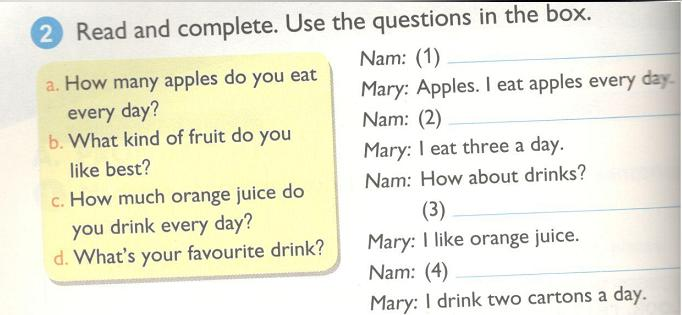 2 Read and complete. Use the questions in the box.
a. How many apples do you eat
every day?
b. What kind of fruit do you
like best?
c. How much orange juice do
you drink every day?
d. What's your favourite drink?
Nam: (1)
Mary: Apples. I eat apples every day.
Nam: (2)
Mary: I eat three a day.
Nam: How about drinks?
(3)
Mary: I like orange juice.
Nam: (4)
Mary: I drink two cartons a day.